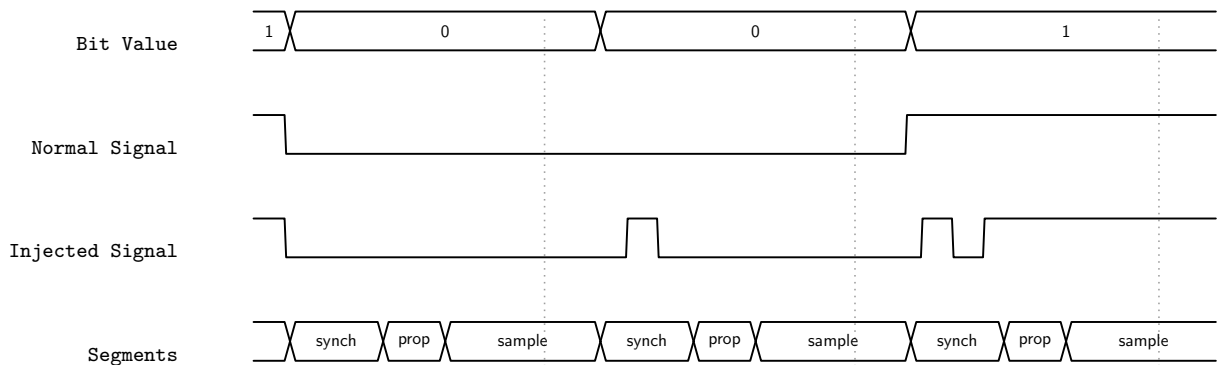 Bit Value 1 0 0 1
Normal Signal
Injected Signal
Segments synch prop sample synch prop sample synch prop sample